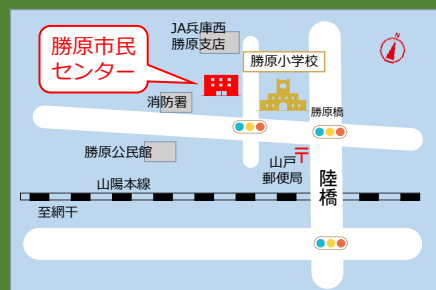 JA兵庫西
勝原支店
勝原市民
センター
勝原小学校
N
消防署
勝原橋
勝原公民館
山戸
郵便局
〒
陸橋
山陽本線
至網干